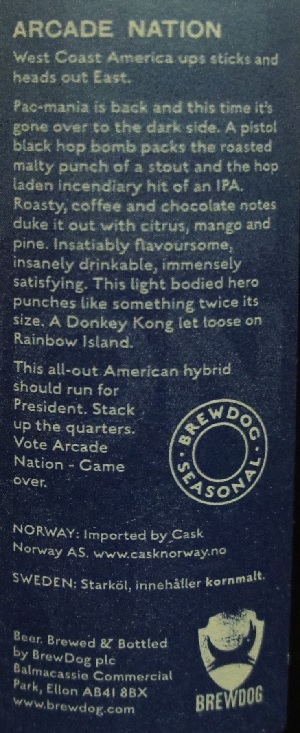 ARCADE NATION
West Coast America ups sticks and
heads out East.
Pac-mania is back and this time it's
gone over to the dark side. A pistol
black hop bomb packs the roasted
malty punch of a stout and the hop
laden incendiary hit of an IPA.
Roasty, coffee and chocolate notes
duke it out with citrus, mango and
pine. Insatiably flavoursome,
insanely drinkable, immensely
satisfying. This light bodied hero
punches like something twice its
size. A Donkey Kong let loose on
Rainbow Island.
This all-out American hybrid
should run for
President. Stack
up the quarters.
Vote Arcade
Nation - Game
over.
·BREWDOG·
SEASONAL
NORWAY: Imported by Cask
Norway AS. www.casknorway.no
SWEDEN: Starköl, innehåller kornmalt.
Beer. Brewed & Bottled
by BrewDog plc
Balmacassie Commercial
Park, Ellon AB41 8BX
www.brewdog.com
BREWDOG